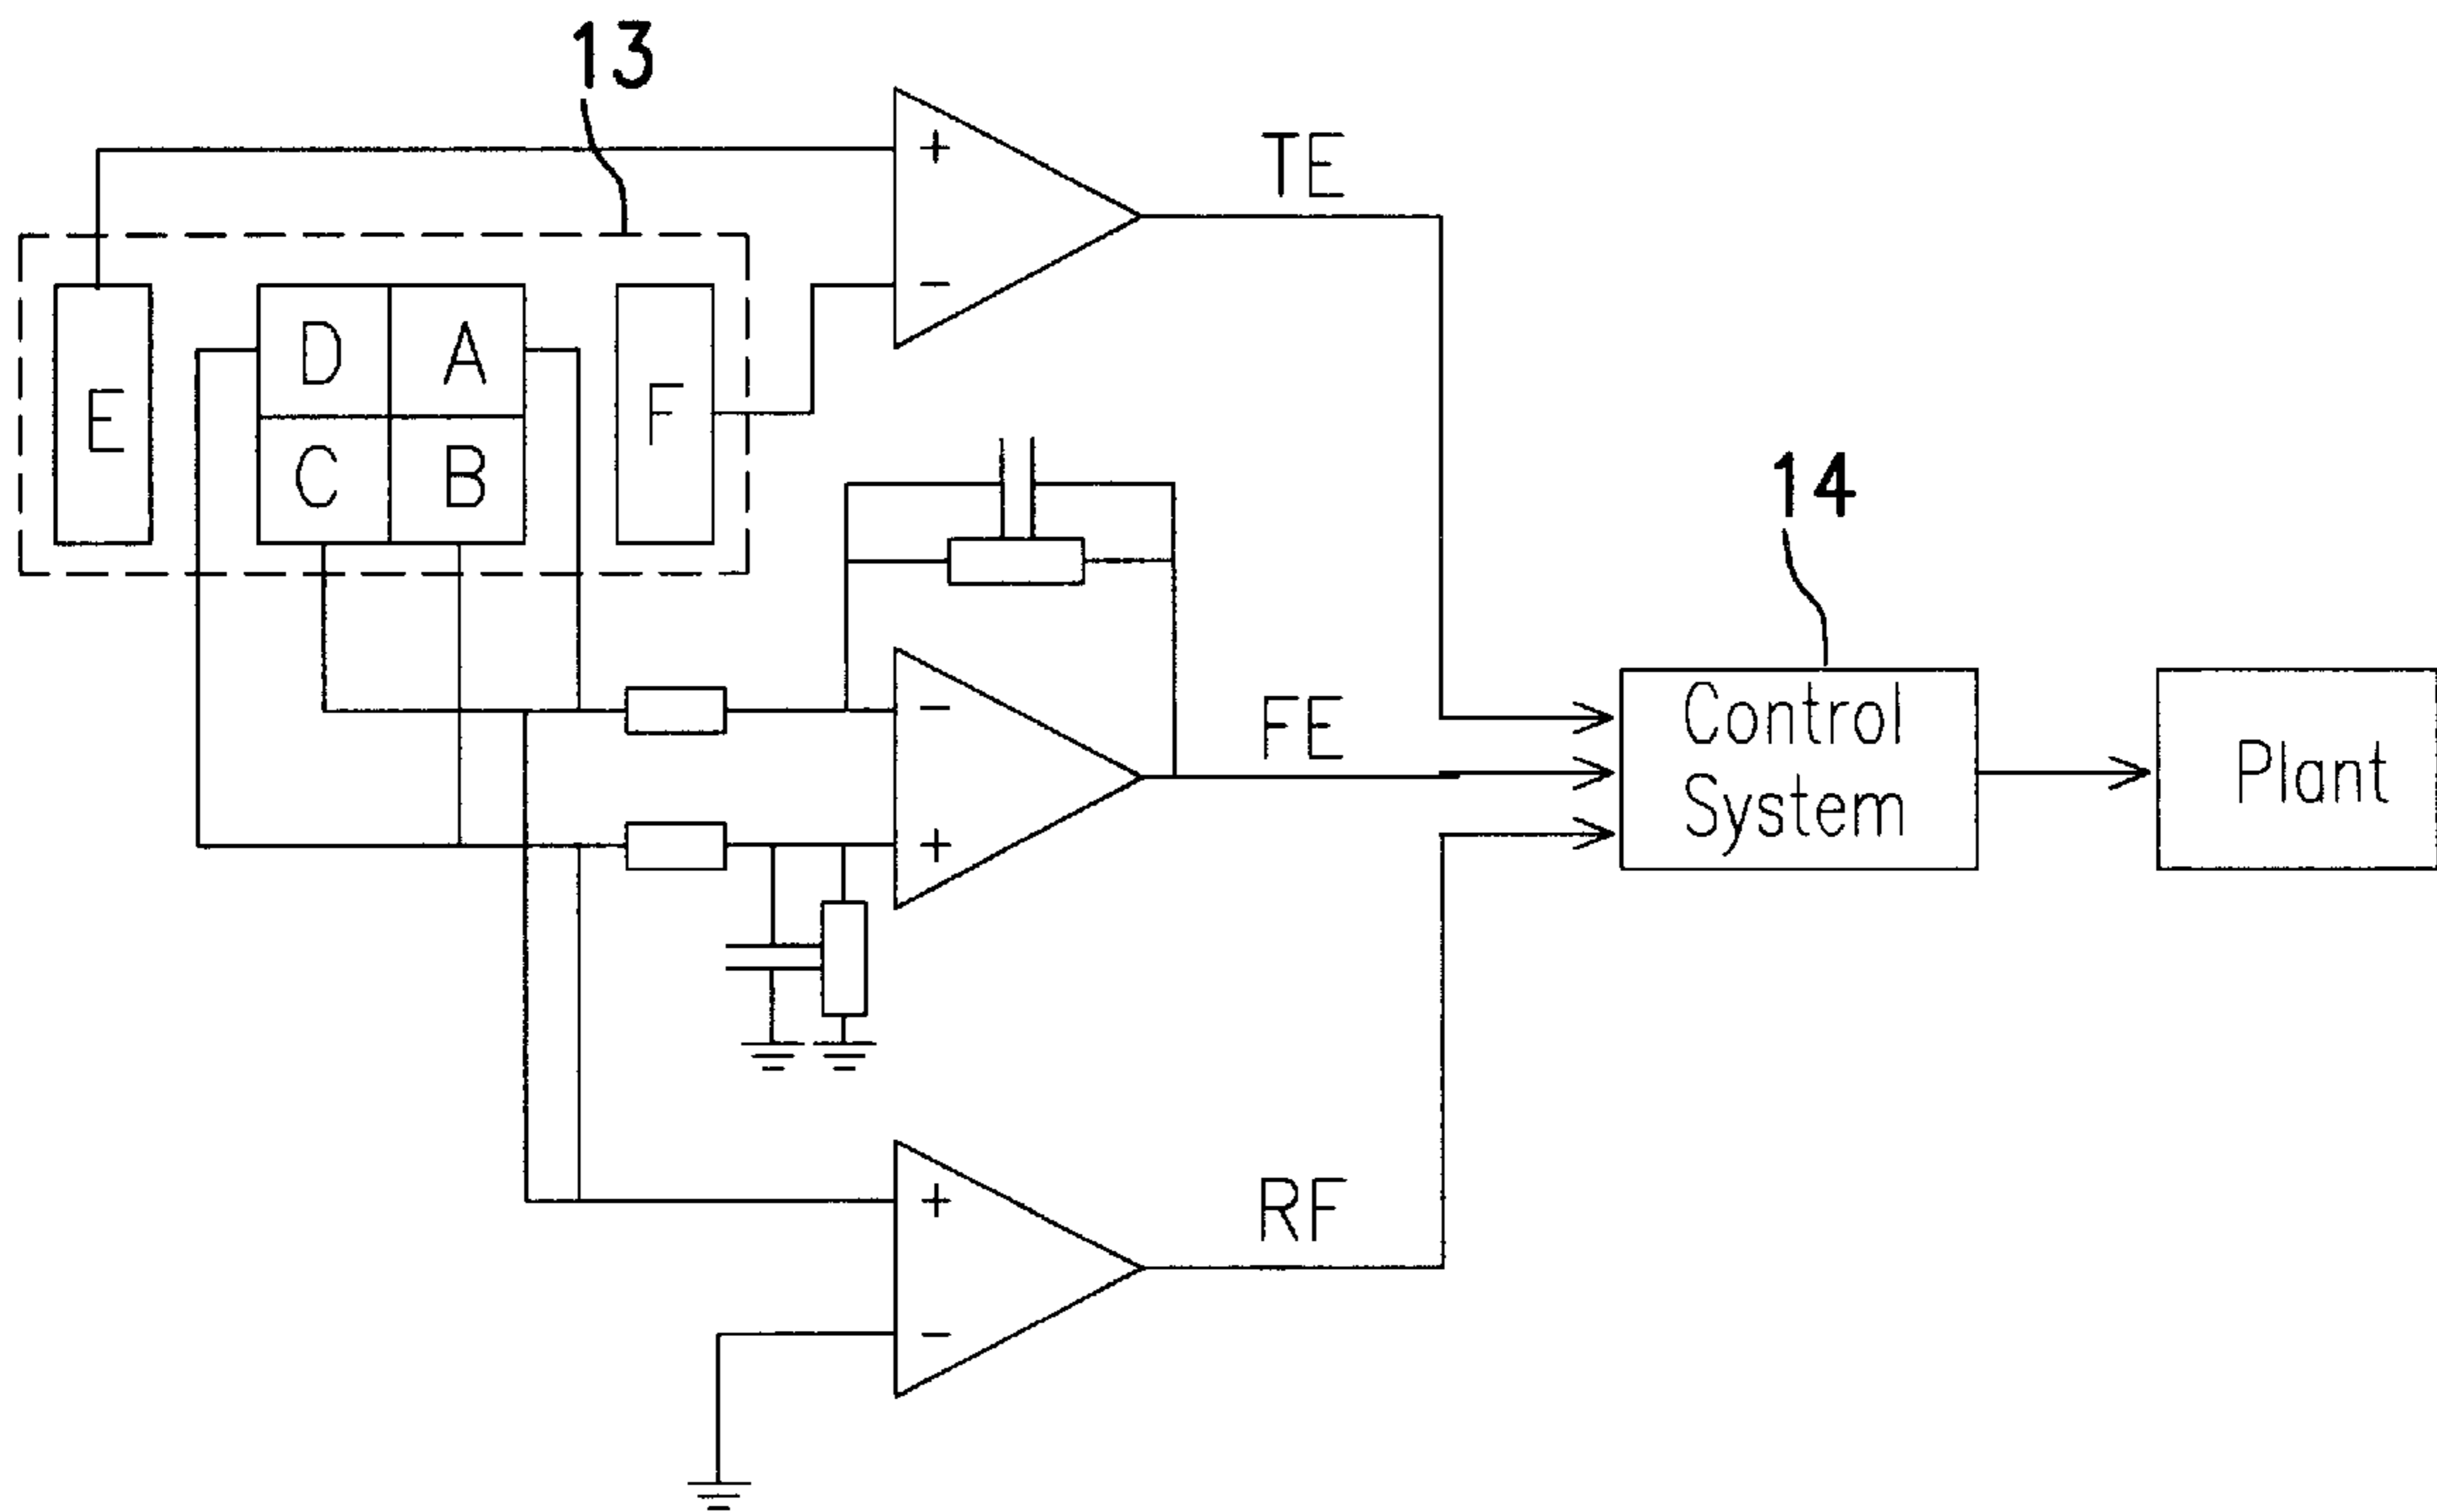 13
+
TE
−
D A
E
F
C B
14
−
FE
Control
System
Plant
+
+
RF
−